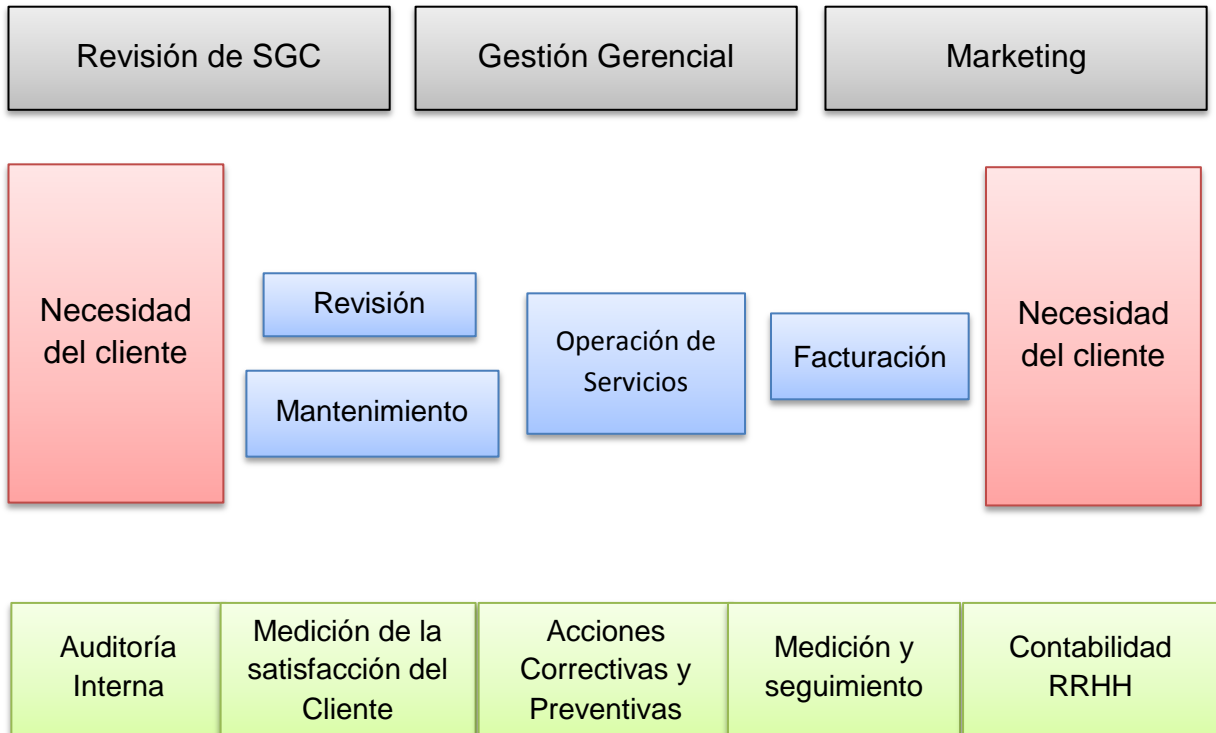 Revisión de SGC
Gestión Gerencial
Marketing
Necesidad
del cliente
Revisión
Mantenimiento
Operación de
Servicios
Facturación
Necesidad
del cliente
Auditoría
Interna
Medición de la
satisfacción del
Cliente
Acciones
Correctivas y
Preventivas
Medición y
seguimiento
Contabilidad
RRHH